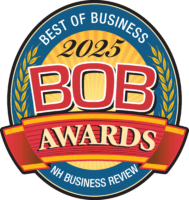 BEST OF BUSINESS
2025
BOB
AWARDS
NH BUSINESS REVIEW